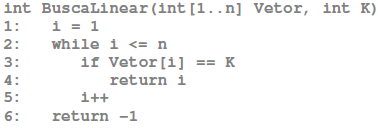 int BuscaLinear(int[1..n] Vetor, int K)
1:    i = 1
2:    while i <= n
3:        if Vetor[i] == K
4:            return i
5:        i++
6:    return -1